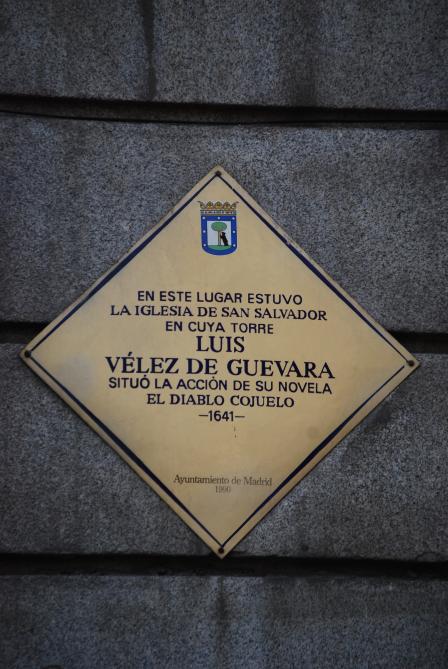 EN ESTE LUGAR ESTUVO
LA IGLESIA DE SAN SALVADOR
EN CUYA TORRE
LUIS
VÉLEZ DE GUEVARA
SITUÓ LA ACCIÓN DE SU NOVELA
EL DIABLO COJUELO
—1641—
Ayuntamiento de Madrid
1990